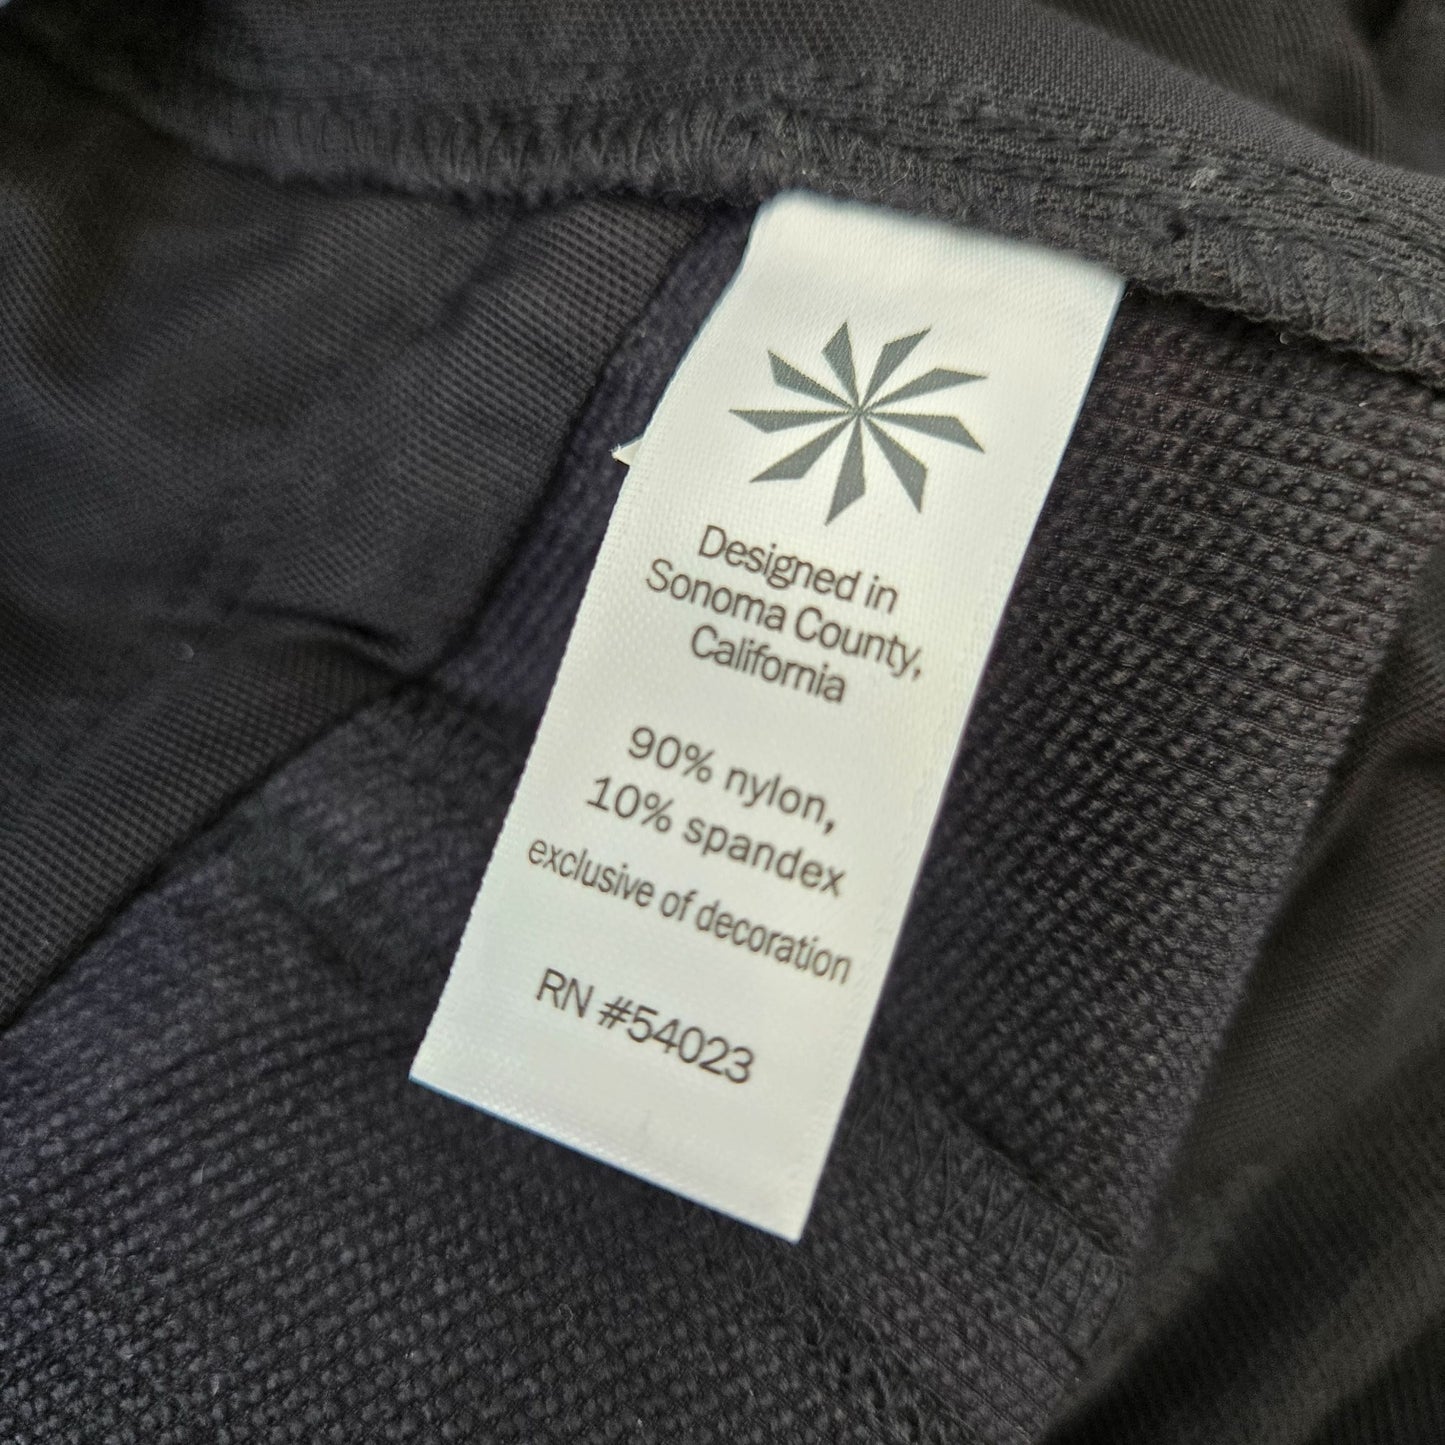 Designed in
Sonoma County,
California
90% nylon,
10% spandex
exclusive of decoration
RN #54023